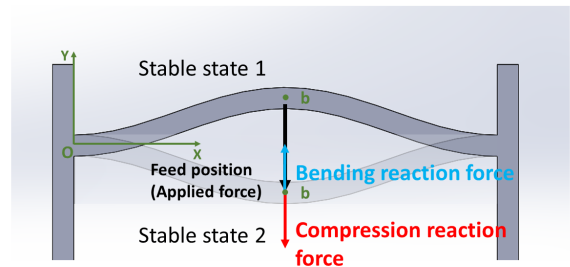 Y
Stable state 1
b
O
X
Feed position
(Applied force)
Bending reaction force
b
Stable state 2
Compression reaction
force